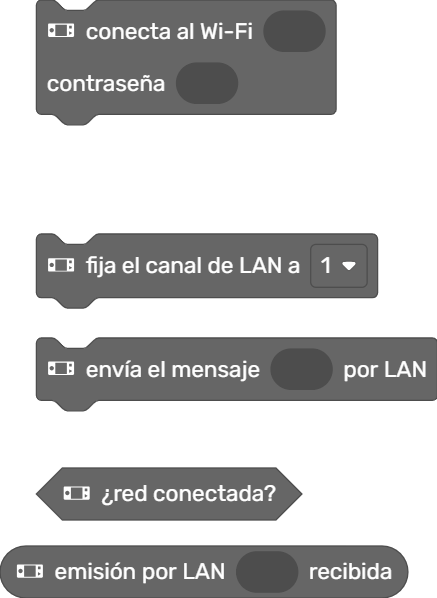 conecta al Wi-Fi
contraseña
fija el canal de LAN a 1
envía el mensaje por LAN
¿red conectada?
emisión por LAN recibida